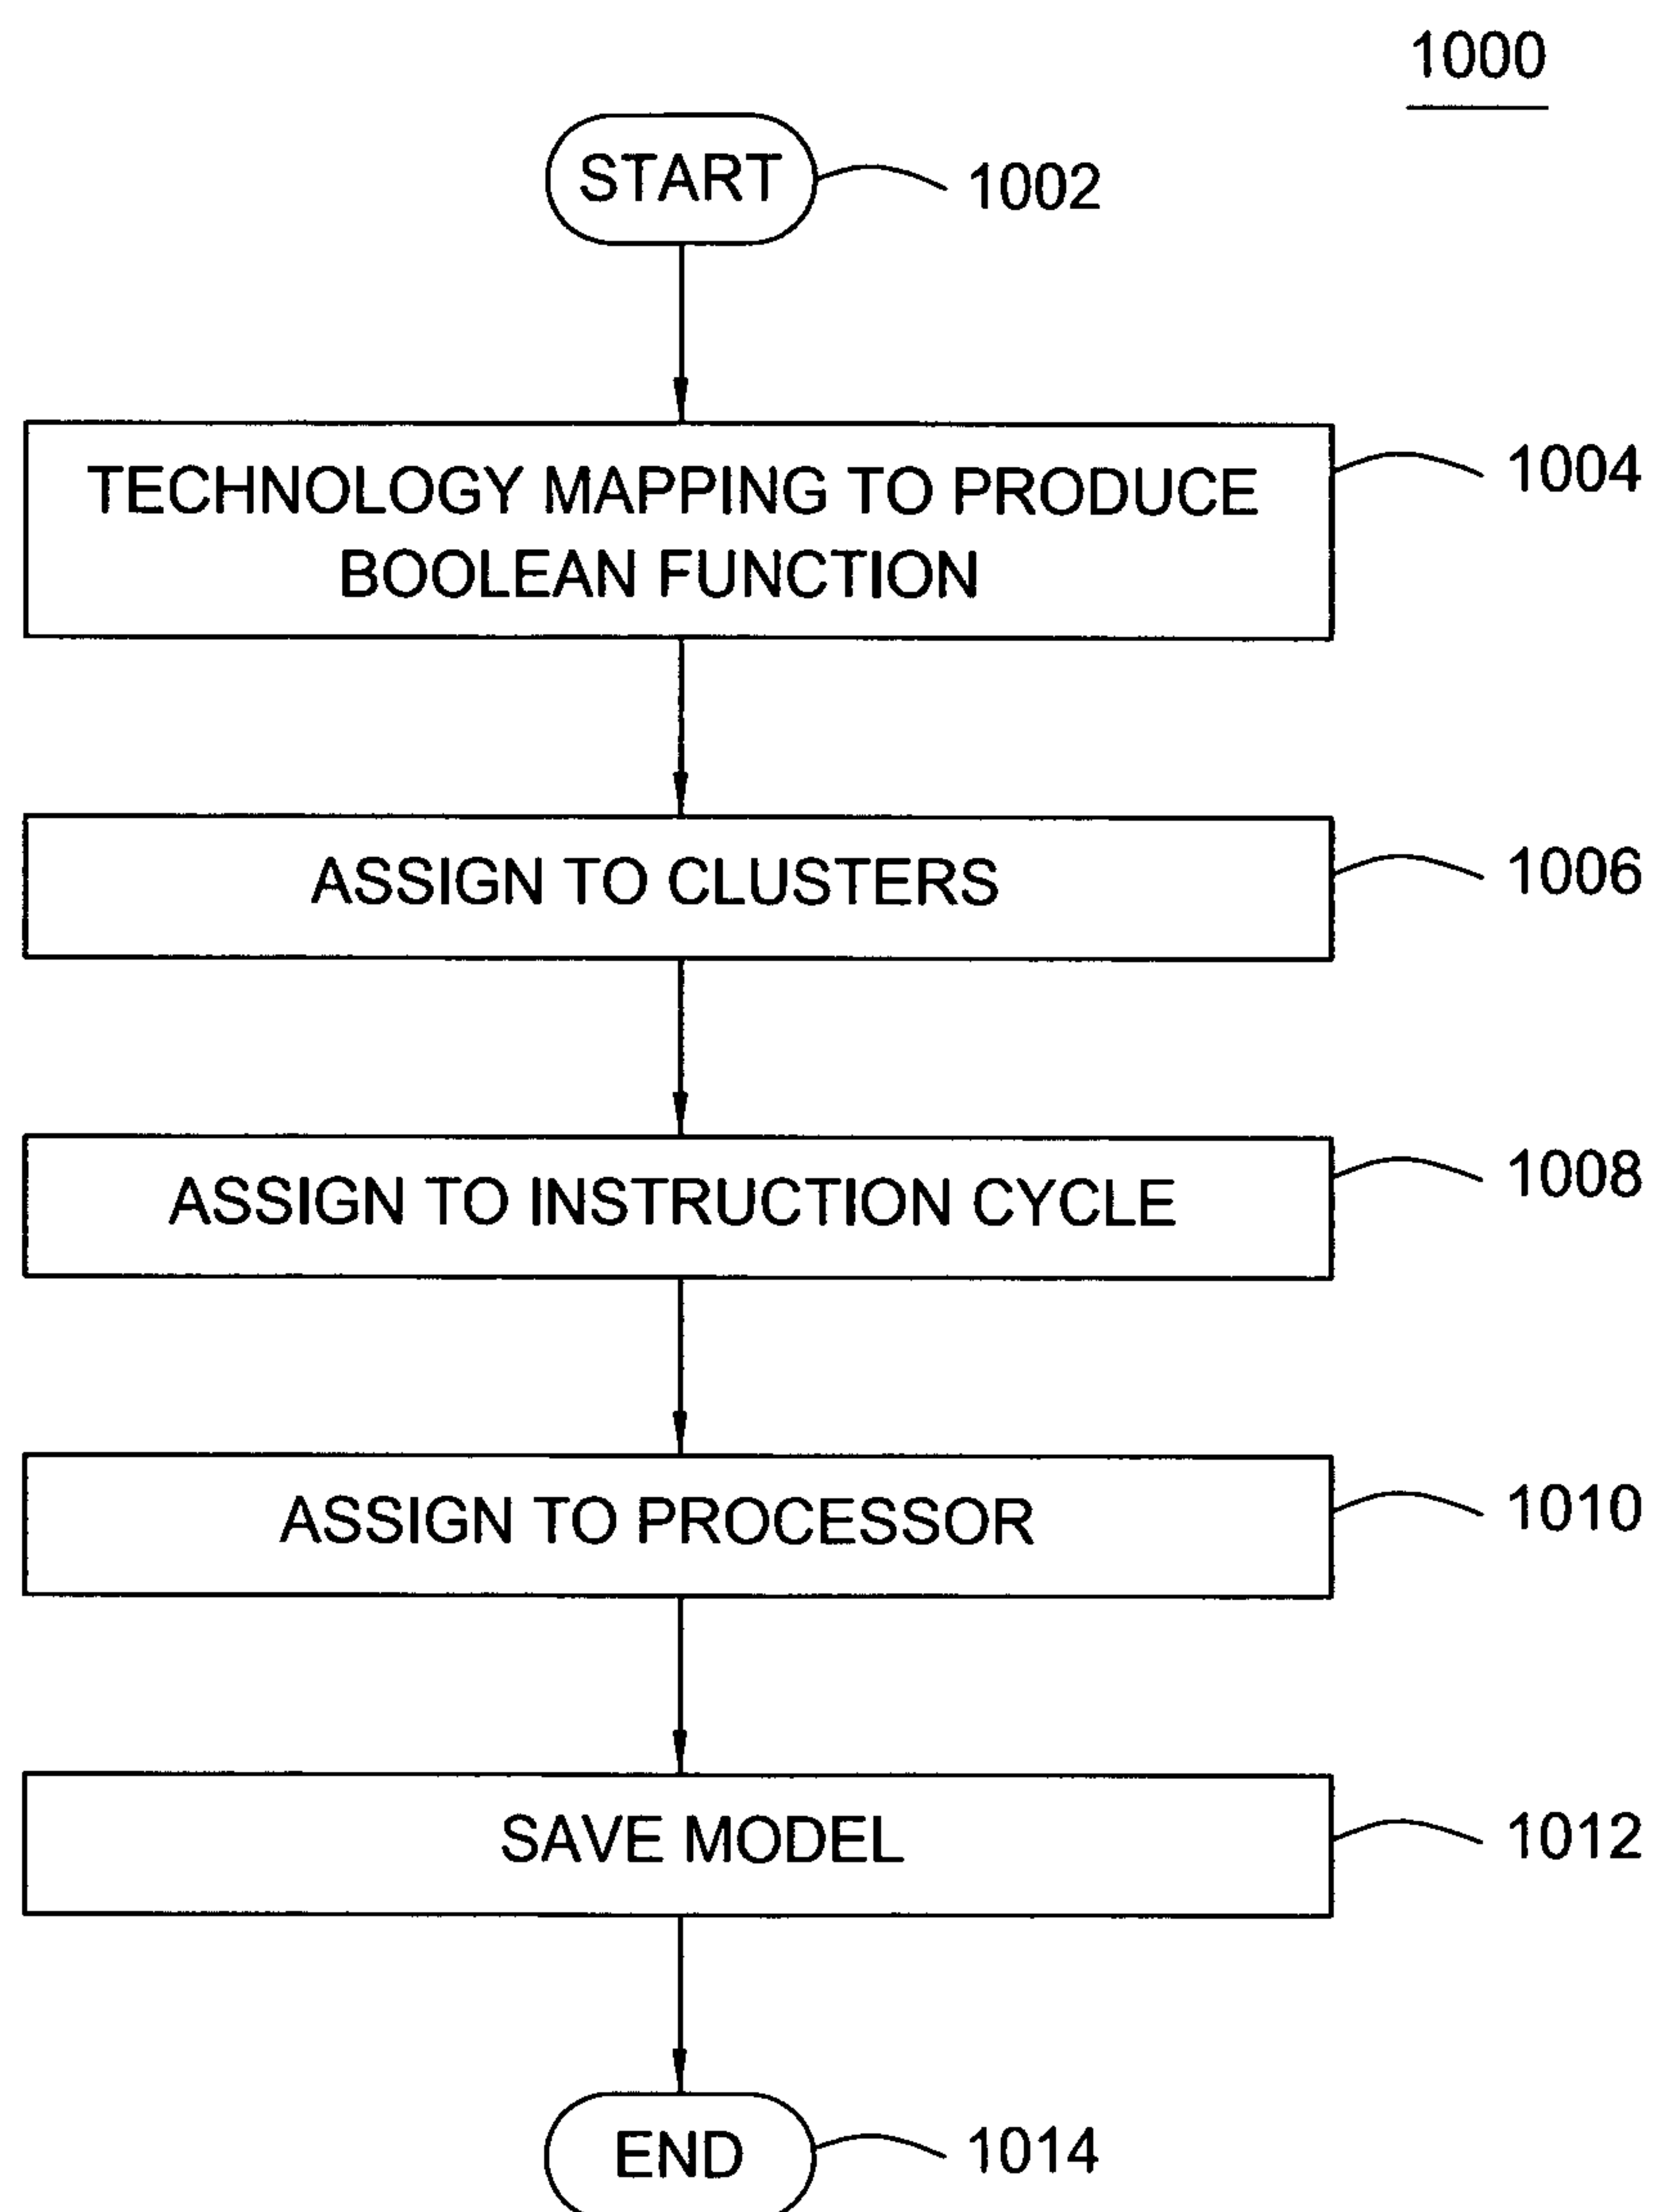 1000
START
1002
TECHNOLOGY MAPPING TO PRODUCE
BOOLEAN FUNCTION
1004
ASSIGN TO CLUSTERS
1006
ASSIGN TO INSTRUCTION CYCLE
1008
ASSIGN TO PROCESSOR
1010
SAVE MODEL
1012
END
1014